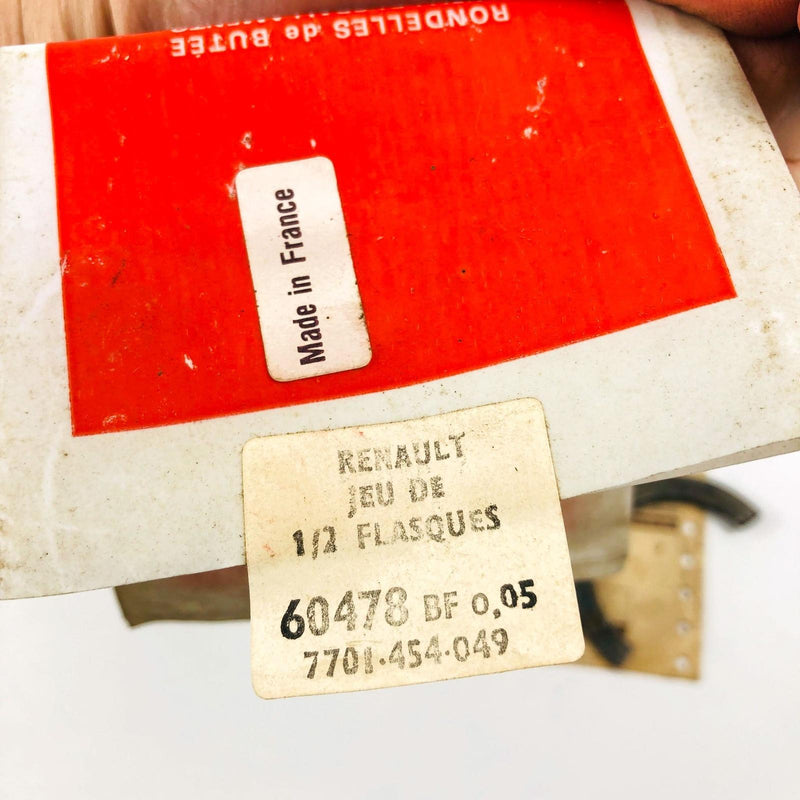 RONDELLES de BUTÉE
Made in France
RENAULT
JEU DE
1/2 FLASQUES
60478 BF 0,05
7701·454·049